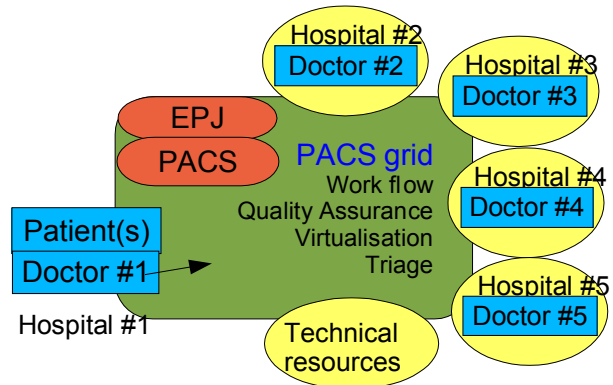 Hospital #2
Doctor #2
Hospital #3
Doctor #3
EPJ
PACS
PACS grid
Work flow
Quality Assurance
Virtualisation
Triage
Hospital #4
Doctor #4
Patient(s)
Doctor #1
Hospital #1
Hospital #5
Doctor #5
Technical
resources